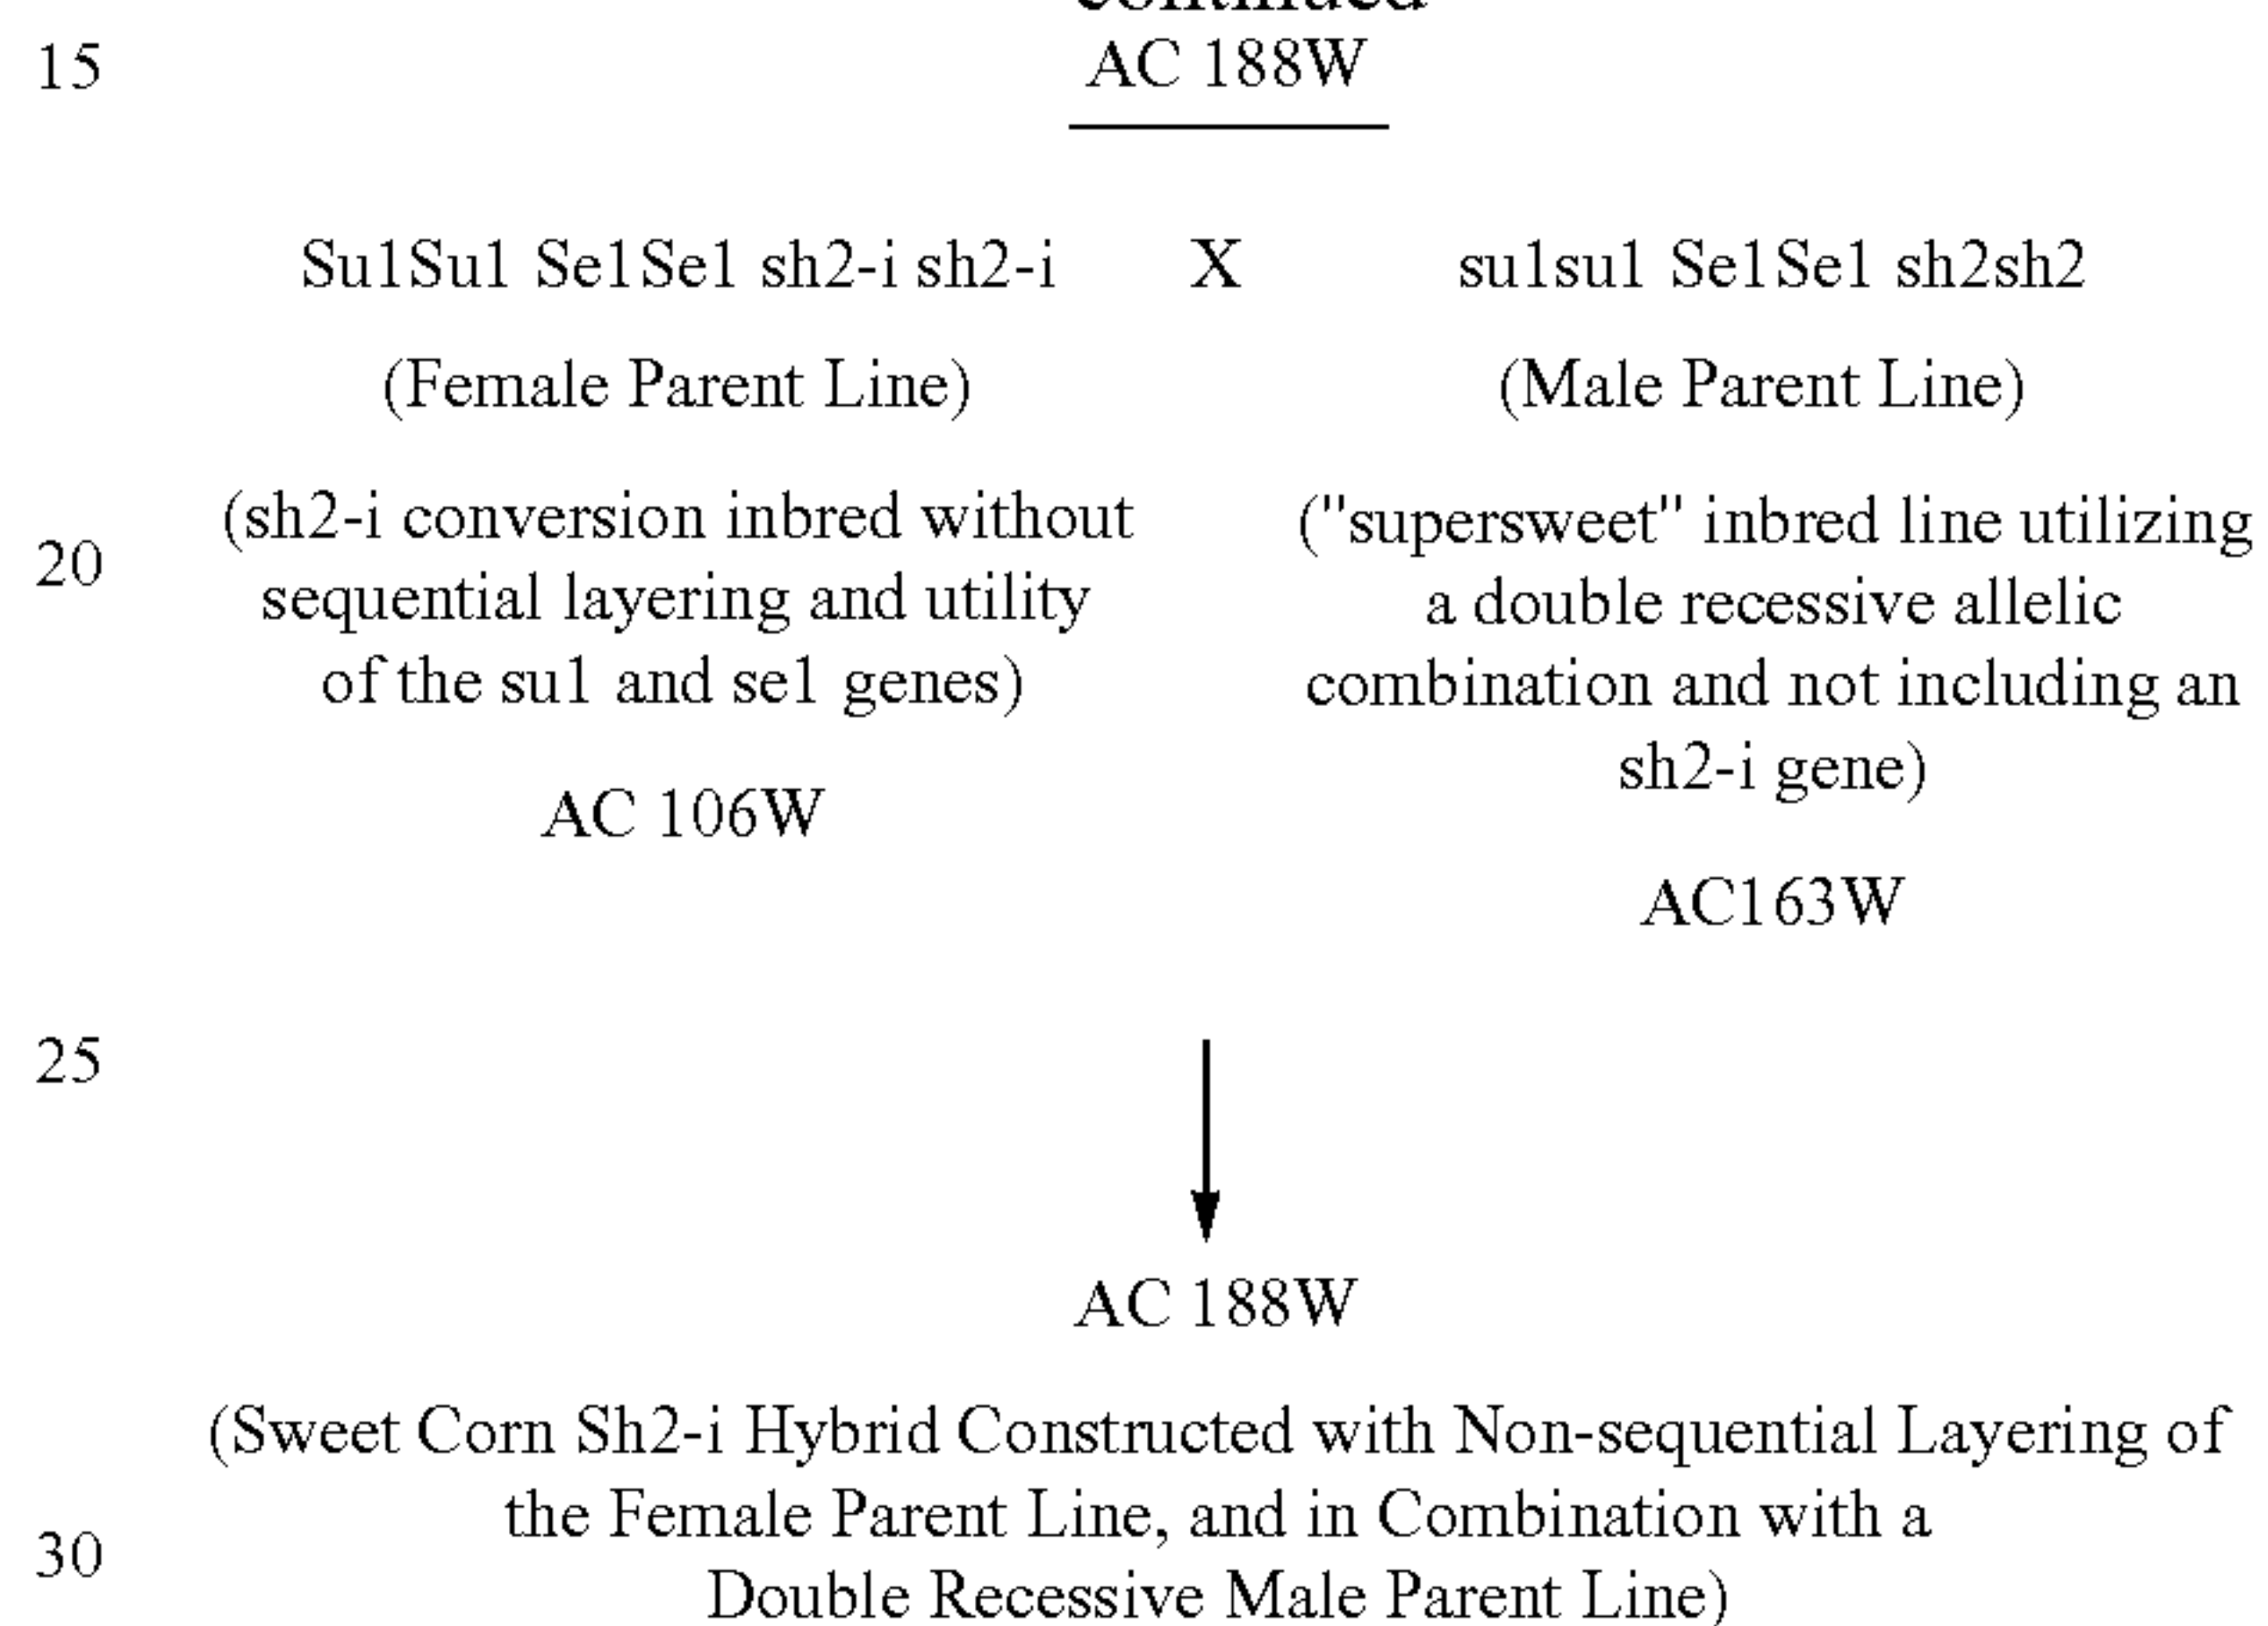 15
AC 188W
Su1Su1 Se1Se1 sh2-i sh2-i X su1su1 Se1Se1 sh2sh2
(Female Parent Line) (Male Parent Line)
(sh2-i conversion inbred without
sequential layering and utility
of the su1 and se1 genes)
AC 106W
("supersweet" inbred line utilizing
a double recessive allelic
combination and not including an
sh2-i gene)
AC163W
20
25
AC 188W
(Sweet Corn Sh2-i Hybrid Constructed with Non-sequential Layering of
the Female Parent Line, and in Combination with a
30
Double Recessive Male Parent Line)